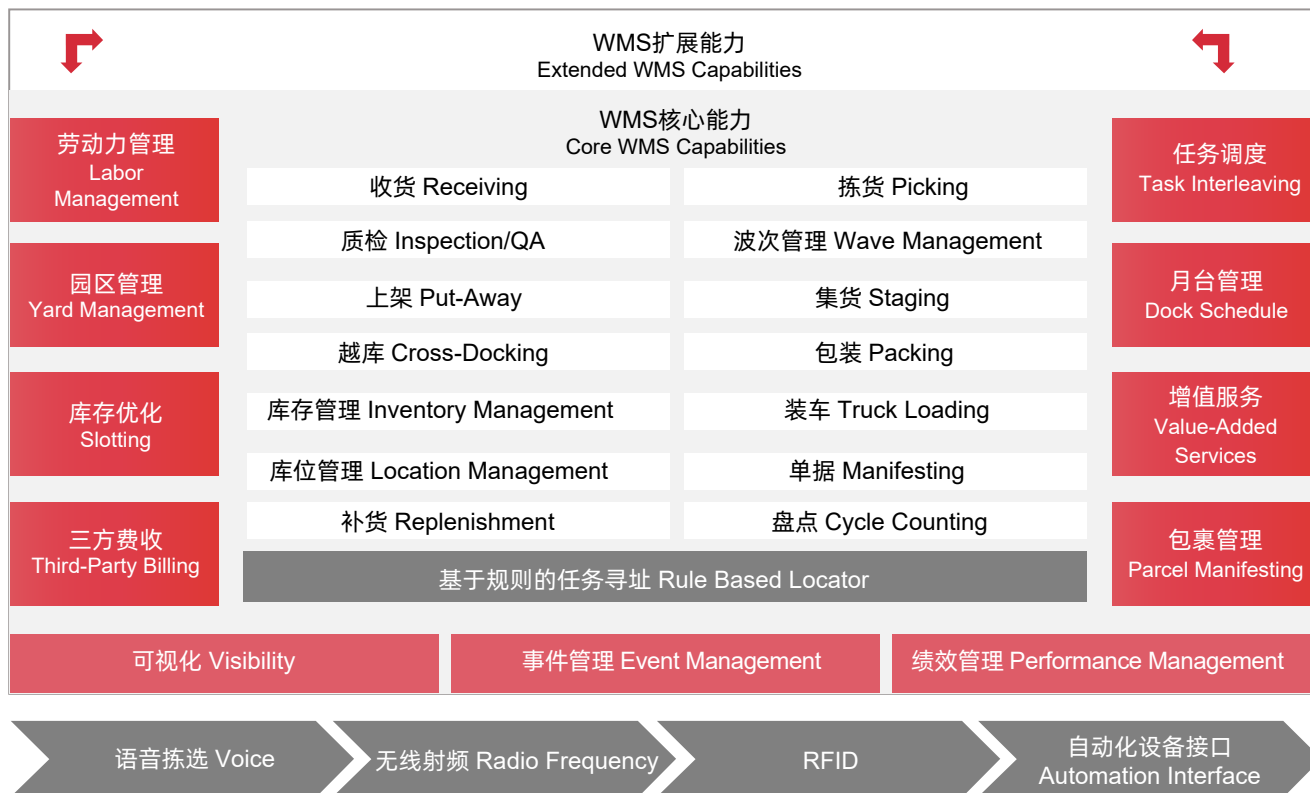 WMS扩展能力
Extended WMS Capabilities
劳动力管理
Labor
Management
园区管理
Yard Management
库存优化
Slotting
三方费收
Third-Party Billing
WMS核心能力
Core WMS Capabilities
收货 Receiving
拣货 Picking
质检 Inspection/QA
波次管理 Wave Management
上架 Put-Away
集货 Staging
越库 Cross-Docking
包装 Packing
库存管理 Inventory Management
装车 Truck Loading
库位管理 Location Management
单据 Manifesting
补货 Replenishment
盘点 Cycle Counting
基于规则的任务寻址 Rule Based Locator
任务调度
Task Interleaving
月台管理
Dock Schedule
增值服务
Value-Added
Services
包裹管理
Parcel Manifesting
可视化 Visibility
事件管理 Event Management
绩效管理 Performance Management
语音拣选 Voice
无线射频 Radio Frequency
RFID
自动化设备接口
Automation Interface